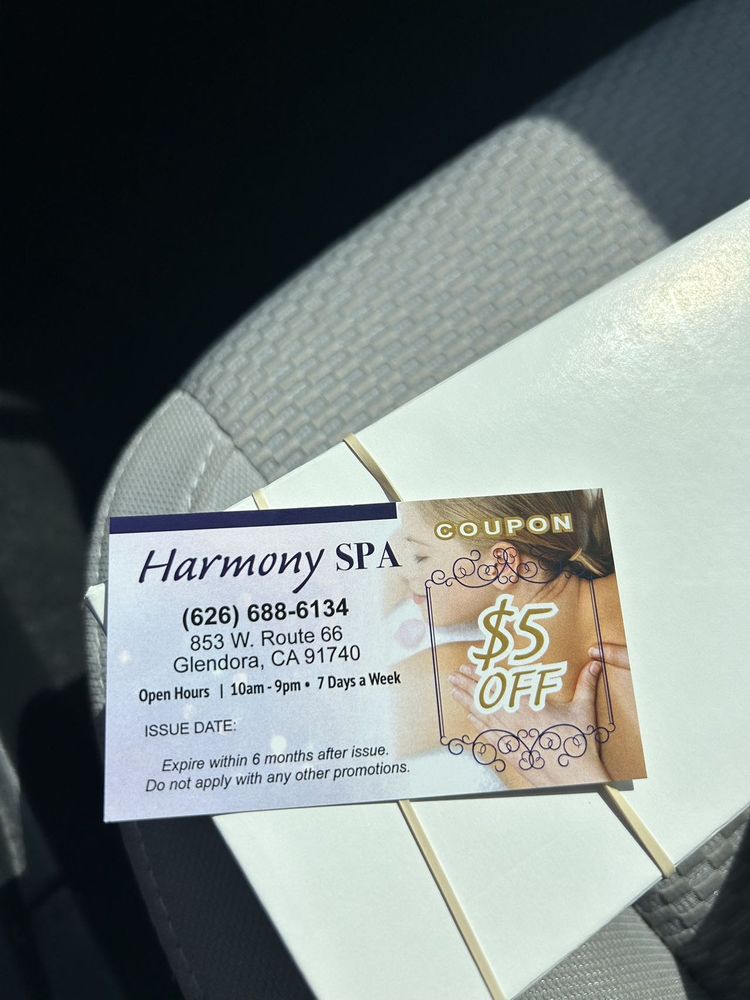 Harmony SPA
(626) 688-6134
853 W. Route 66
Glendora, CA 91740
Open Hours | 10am - 9pm • 7 Days a Week
ISSUE DATE:
Expire within 6 months after issue.
Do not apply with any other promotions.
COUPON
$5
OFF